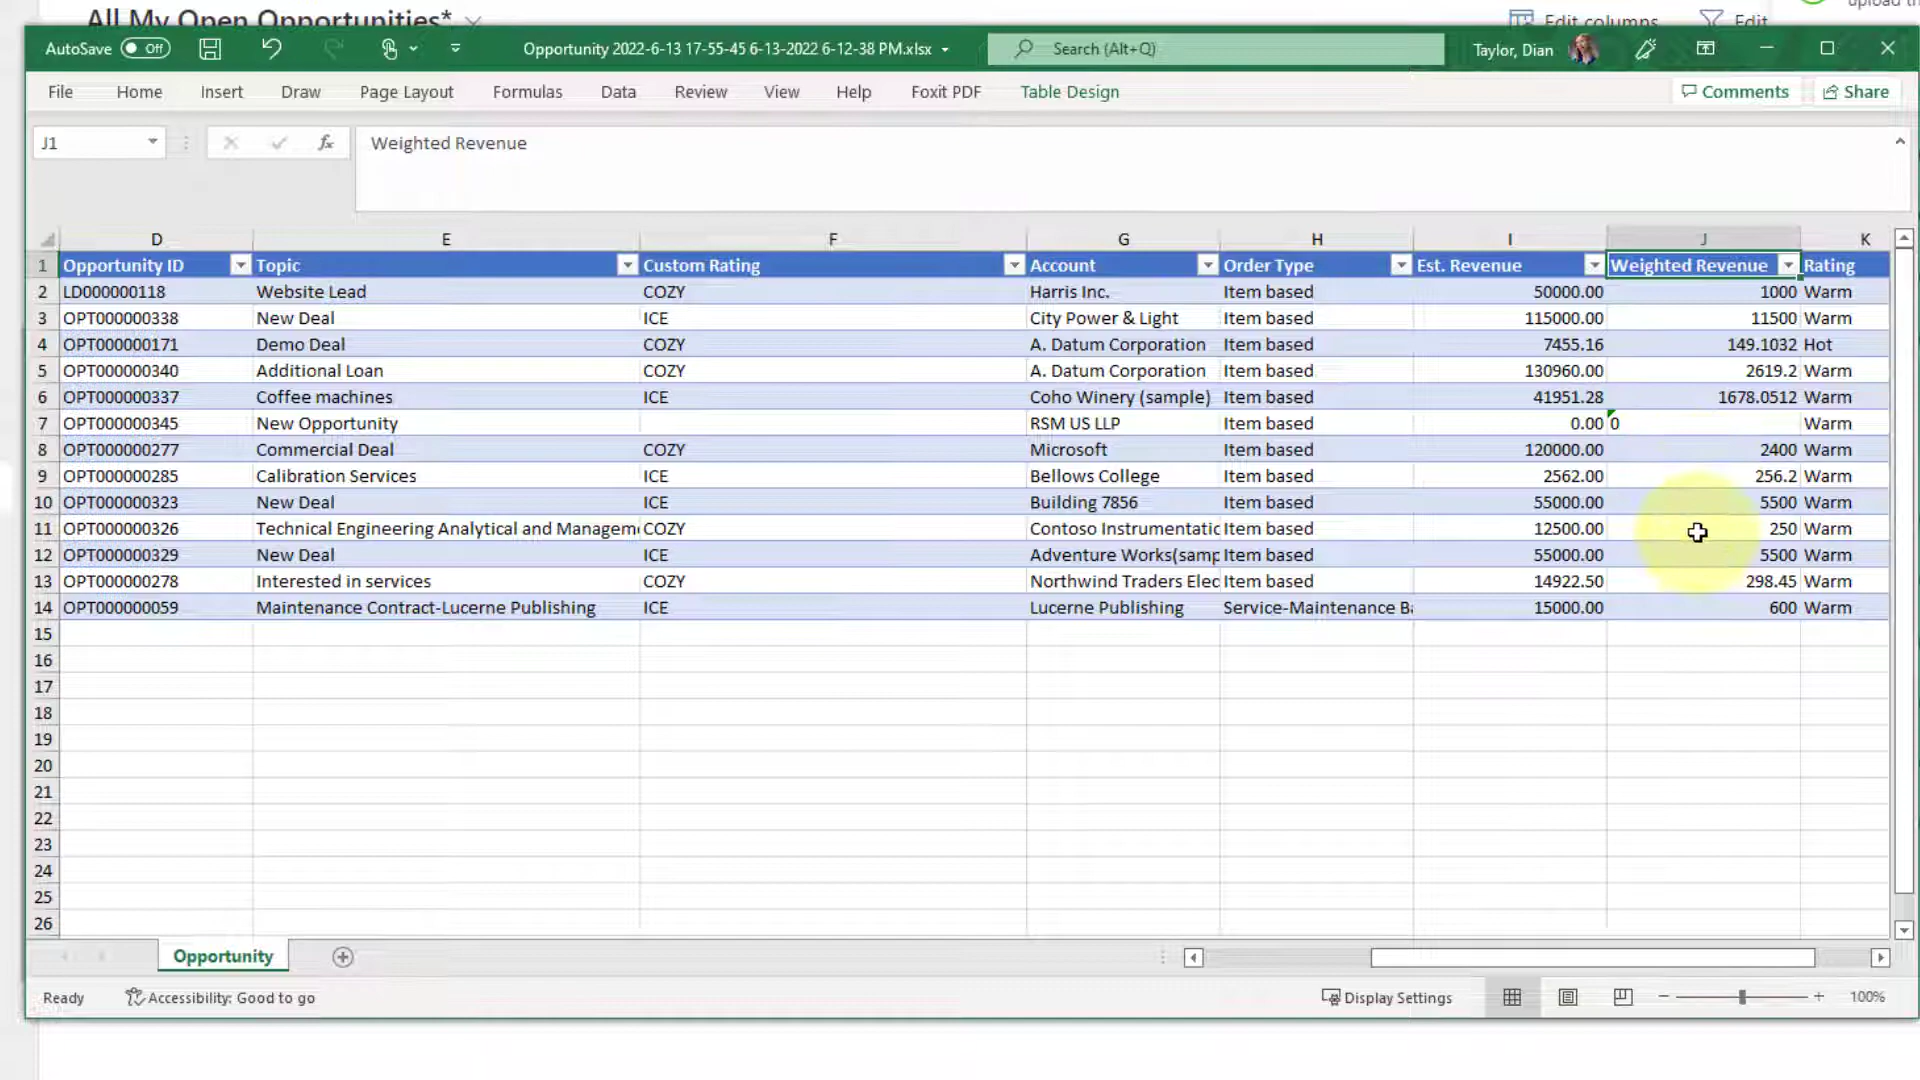 All My Open Opportunities*
Edit columns Edit
upload th
AutoSave Off Opportunity 2022-6-13 17-55-45 6-13-2022 6-12-38 PM.xlsx Search (Alt+Q) Taylor, Dian
File Home Insert Draw Page Layout Formulas Data Review View Help Foxit PDF Table Design Comments Share
J1 fx Weighted Revenue
D E F G H I J K
1 Opportunity ID Topic Custom Rating Account Order Type Est. Revenue Weighted Revenue Rating
2 LD000000118 Website Lead COZY Harris Inc. Item based 50000.00 1000 Warm
3 OPT000000338 New Deal ICE City Power & Light Item based 115000.00 11500 Warm
4 OPT000000171 Demo Deal COZY A. Datum Corporation Item based 7455.16 149.1032 Hot
5 OPT000000340 Additional Loan COZY A. Datum Corporation Item based 130960.00 2619.2 Warm
6 OPT000000337 Coffee machines ICE Coho Winery (sample) Item based 41951.28 1678.0512 Warm
7 OPT000000345 New Opportunity RSM US LLP Item based 0.00 0 Warm
8 OPT000000277 Commercial Deal COZY Microsoft Item based 120000.00 2400 Warm
9 OPT000000285 Calibration Services ICE Bellows College Item based 2562.00 256.2 Warm
10 OPT000000323 New Deal ICE Building 7856 Item based 55000.00 5500 Warm
11 OPT000000326 Technical Engineering Analytical and Managem COZY Contoso Instrumentatic Item based 12500.00 250 Warm
12 OPT000000329 New Deal ICE Adventure Works(samp Item based 55000.00 5500 Warm
13 OPT000000278 Interested in services COZY Northwind Traders Elec Item based 14922.50 298.45 Warm
14 OPT000000059 Maintenance Contract-Lucerne Publishing ICE Lucerne Publishing Service-Maintenance Ba 15000.00 600 Warm
15
16
17
18
19
20
21
22
23
24
25
26
Opportunity
Ready Accessibility: Good to go Display Settings 100%